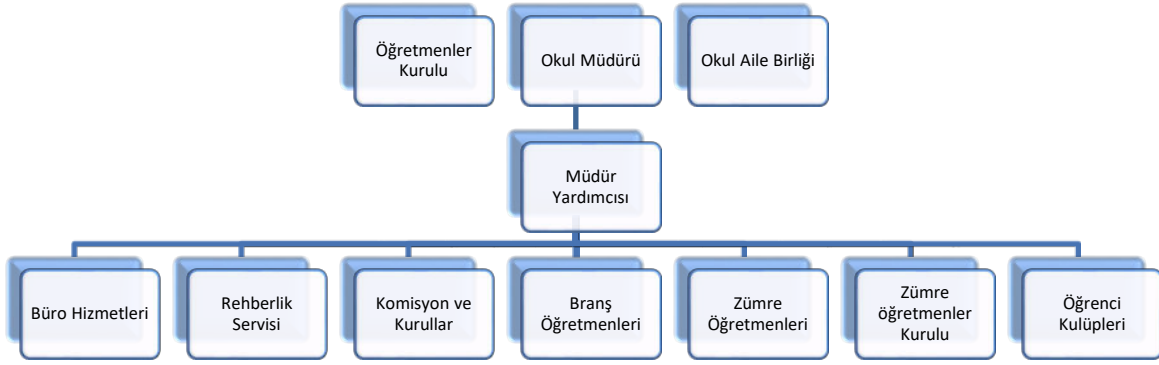 Öğretmenler
Kurulu
Okul Müdürü
Okul Aile Birliği
Müdür
Yardımcısı
Büro Hizmetleri
Rehberlik
Servisi
Komisyon ve
Kurullar
Branş
Öğretmenleri
Zümre
Öğretmenleri
Zümre
öğretmenler
Kurulu
Öğrenci
Kulüpleri